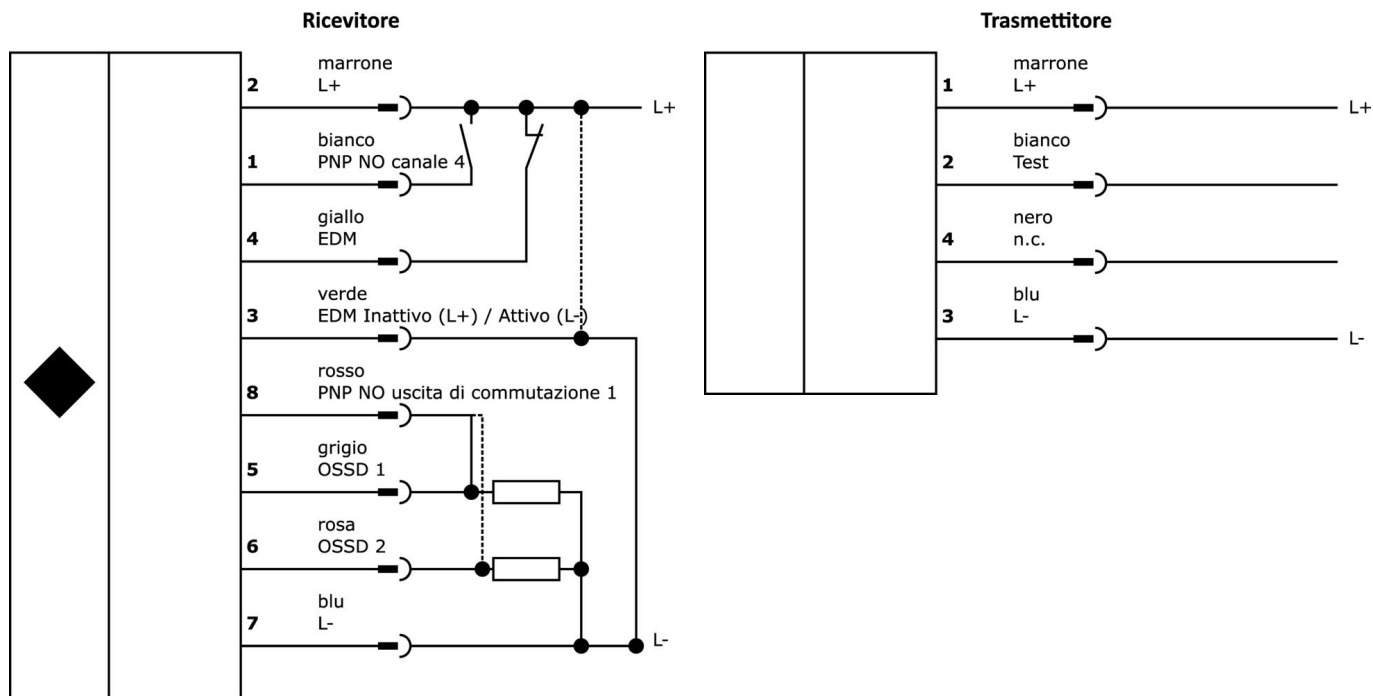 Ricevitore
marrone
2 L+
L+
bianco
1 PNP NO canale 4
giallo
4 EDM
verde
3 EDM Inattivo (L+) / Attivo (L-)
rosso
8 PNP NO uscita di commutazione 1
grigio
5 OSSD 1
rosa
6 OSSD 2
blu
7 L-
L-
Trasmettitore
marrone
1 L+
L+
bianco
2 Test
nero
4 n.c.
blu
3 L-
L-